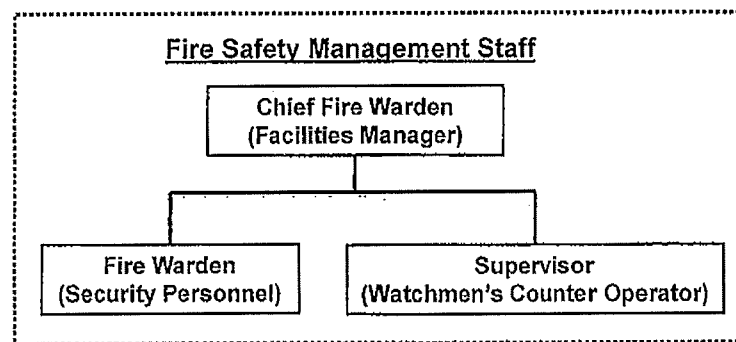 Fire Safety Management Staff
Chief Fire Warden
(Facilities Manager)
Fire Warden
(Security Personnel)
Supervisor
(Watchmen's Counter Operator)